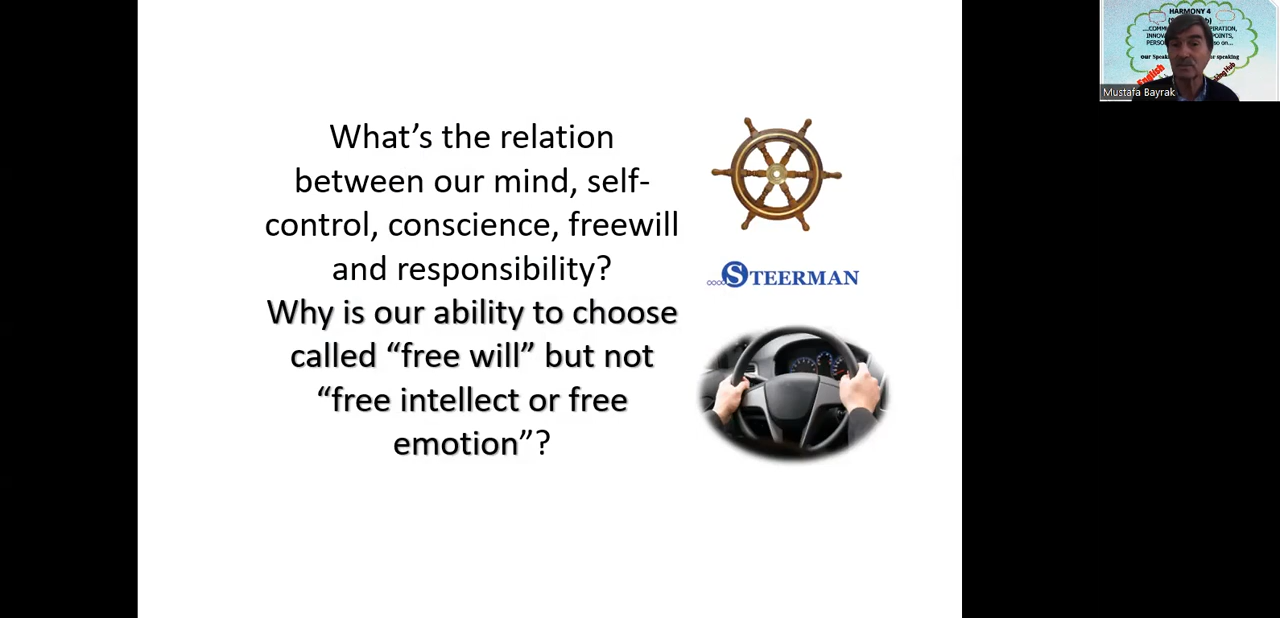 What's the relation
between our mind, self-
control, conscience, freewill
and responsibility?
Why is our ability to choose
called “free will” but not
“free intellect or free
emotion”?
STEERMAN
HARMONY 4
English
Mustafa Bayrak